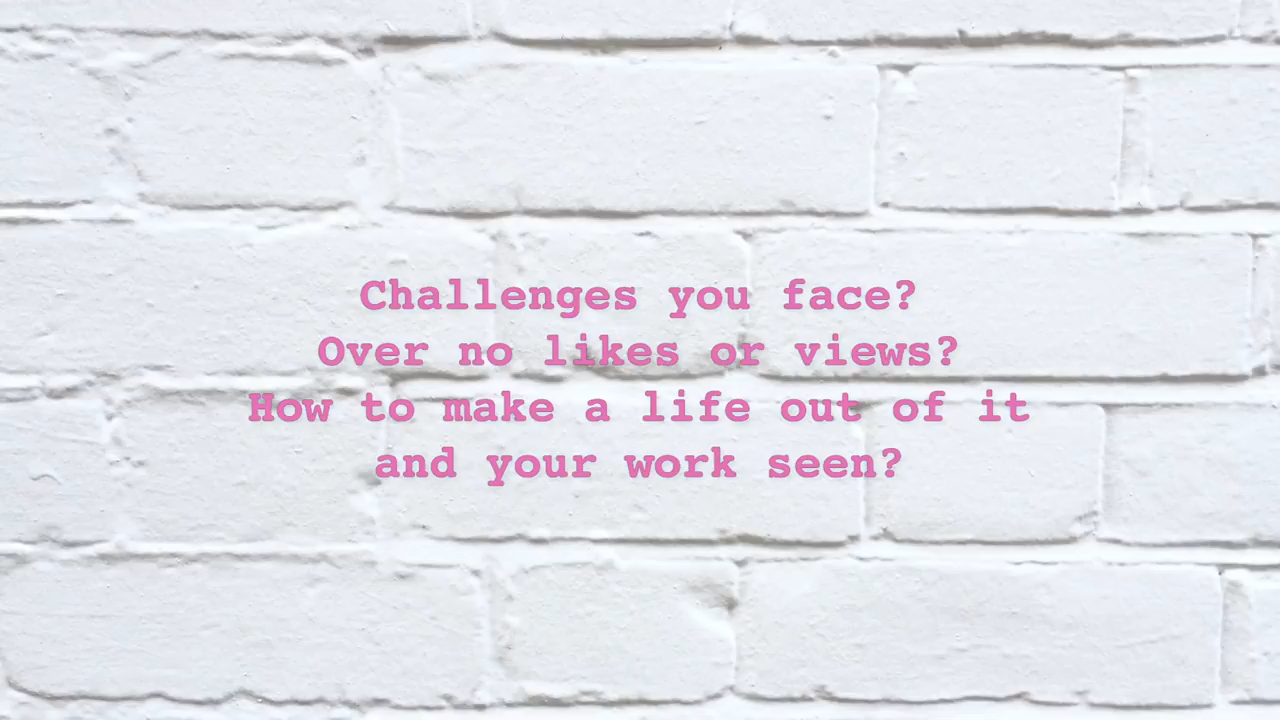 Challenges you face?
Over no likes or views?
How to make a life out of it
and your work seen?